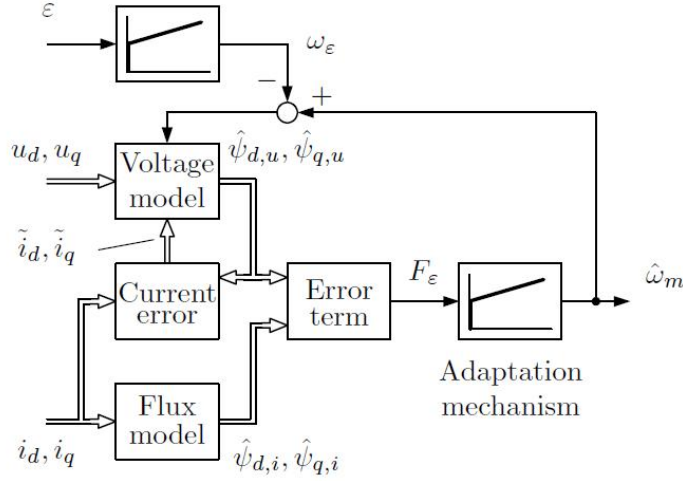 ε
ω_ε
−
+
u_d, u_q
Voltage
model
ψ̂_{d,u}, ψ̂_{q,u}
ĩ_d, ĩ_q
Current
error
Error
term
F_ε
ω̂_m
Adaptation
mechanism
Flux
model
i_d, i_q
ψ̂_{d,i}, ψ̂_{q,i}